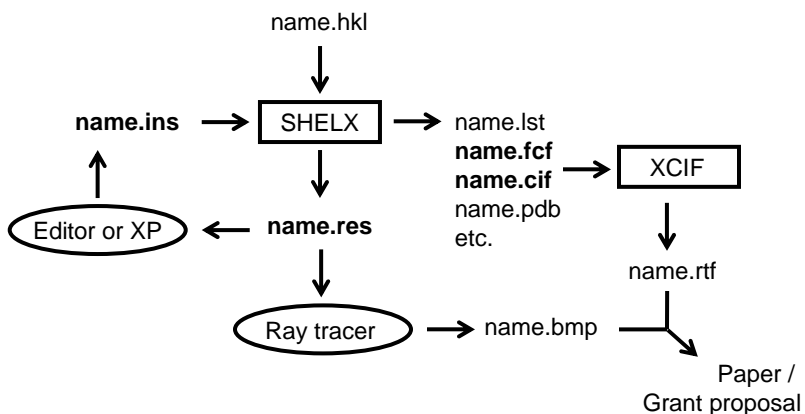 name.hkl
name.ins
SHELX
name.lst
name.fcf
name.cif
name.pdb
etc.
XCIF
Editor or XP
name.res
name.rtf
Ray tracer
name.bmp
Paper /
Grant proposal